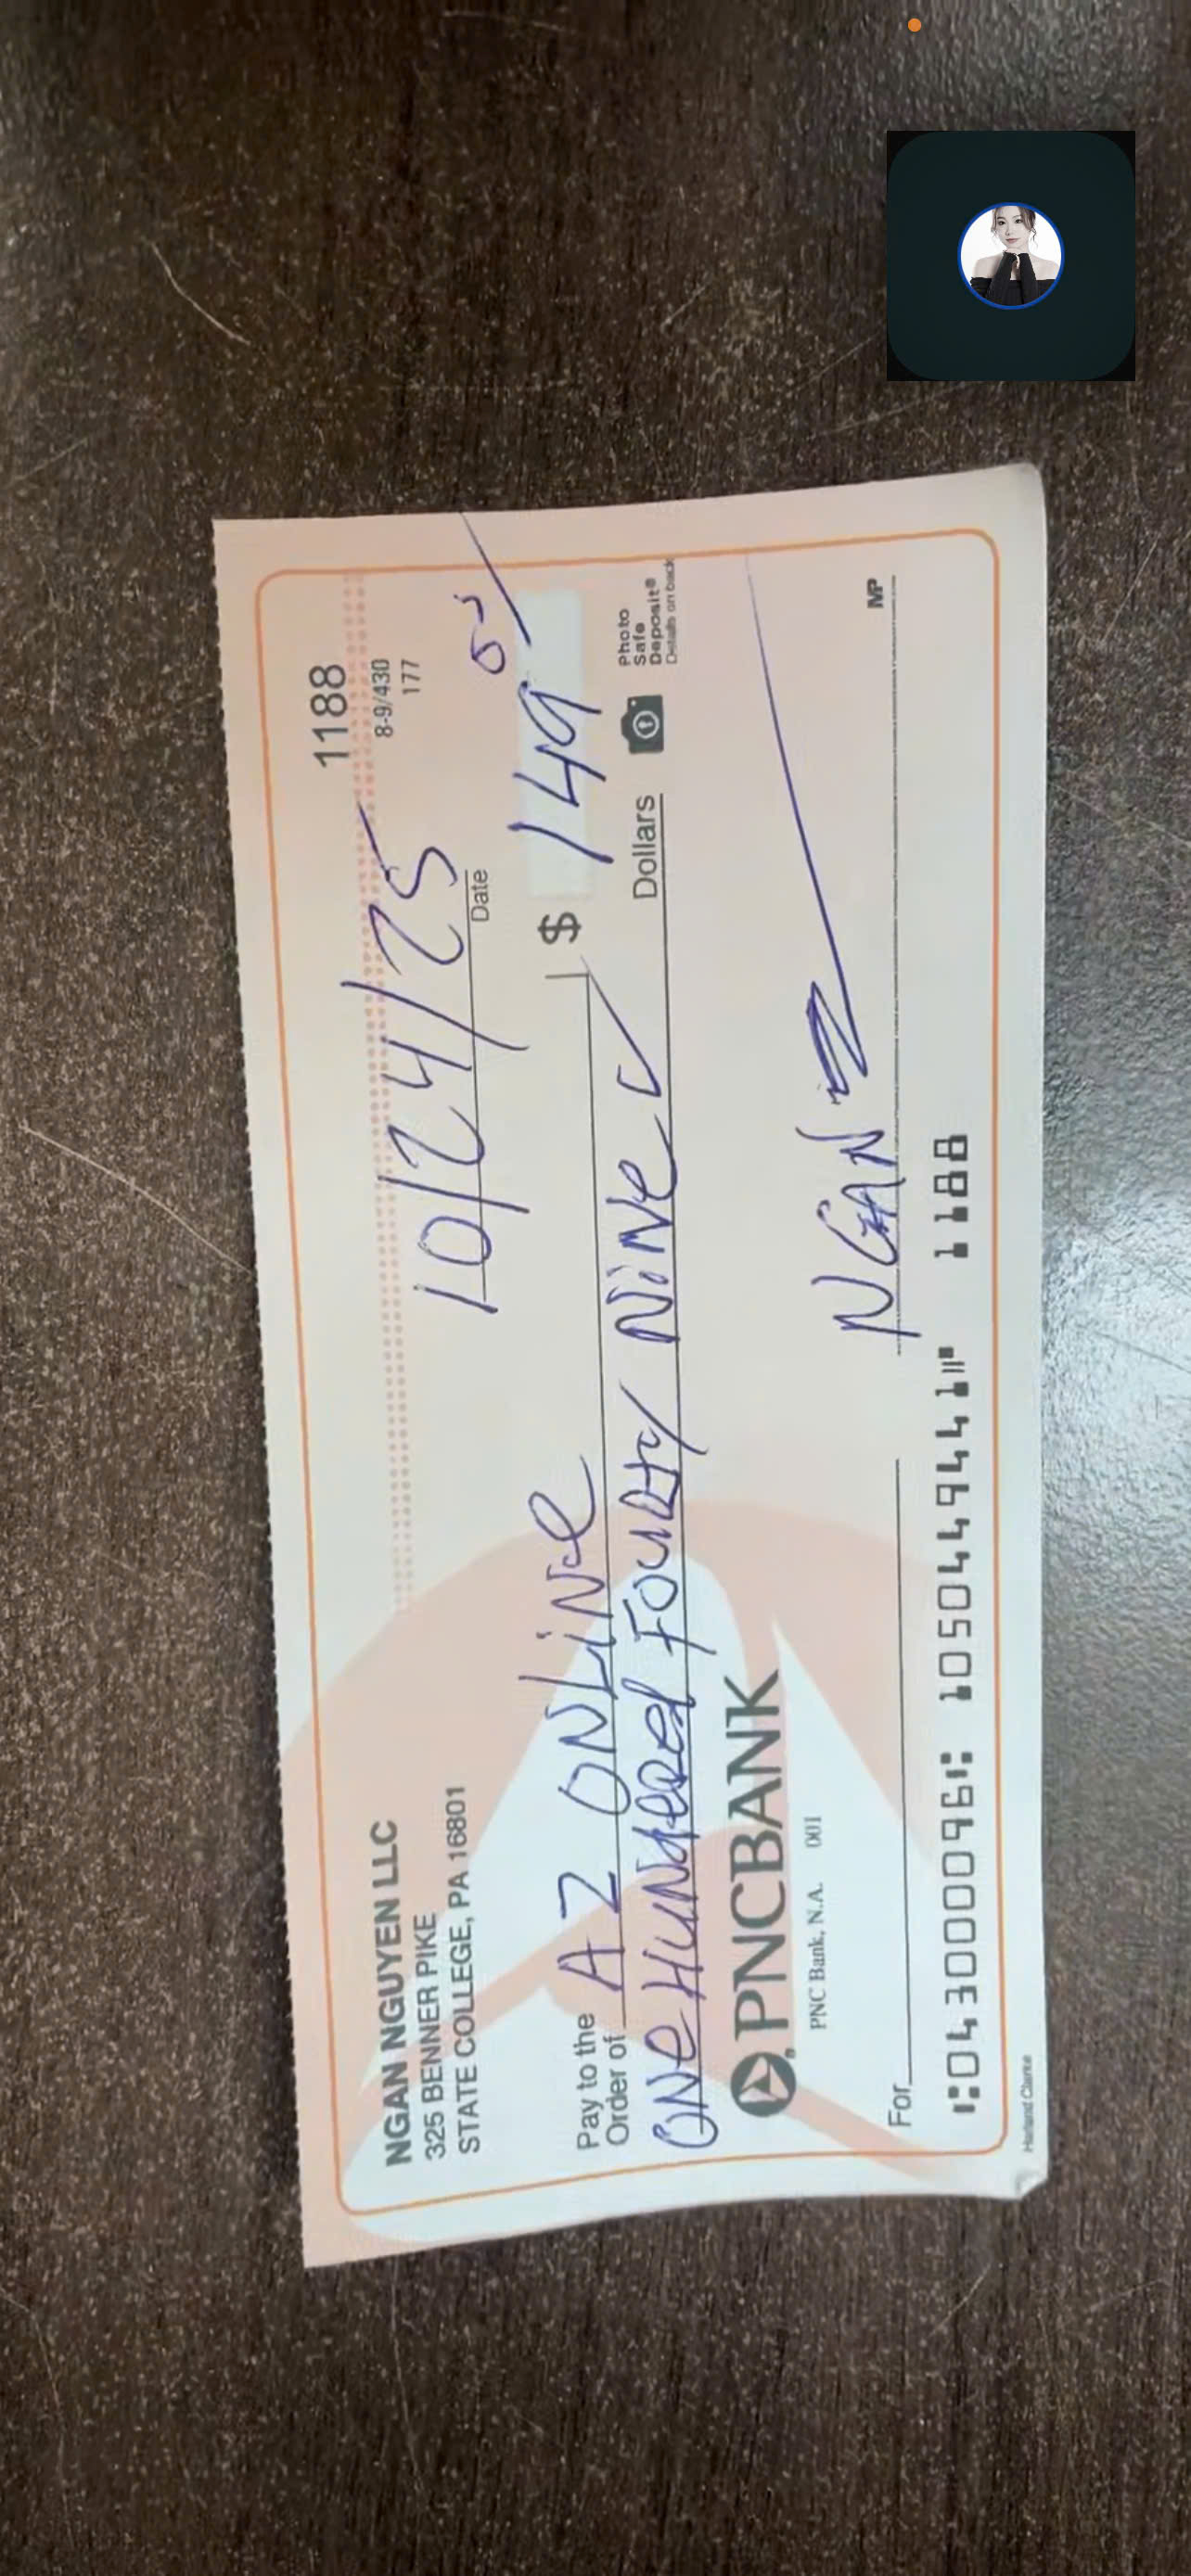 NGAN NGUYEN LLC
325 BENNER PIKE
STATE COLLEGE, PA 16801
1188
8-9/430
177
10/24/25
Date
Pay to the
Order of
A Z ONLiNe
$ 149
ONe HUNdered Fourty NiNe
Dollars
Photo
Safe
Deposit®
Details on back
PNCBANK
PNC Bank, N.A. 001
For
NGAN
MP
⑆043000096⑆ 1050449441⑈ 1188
Harland Clarke